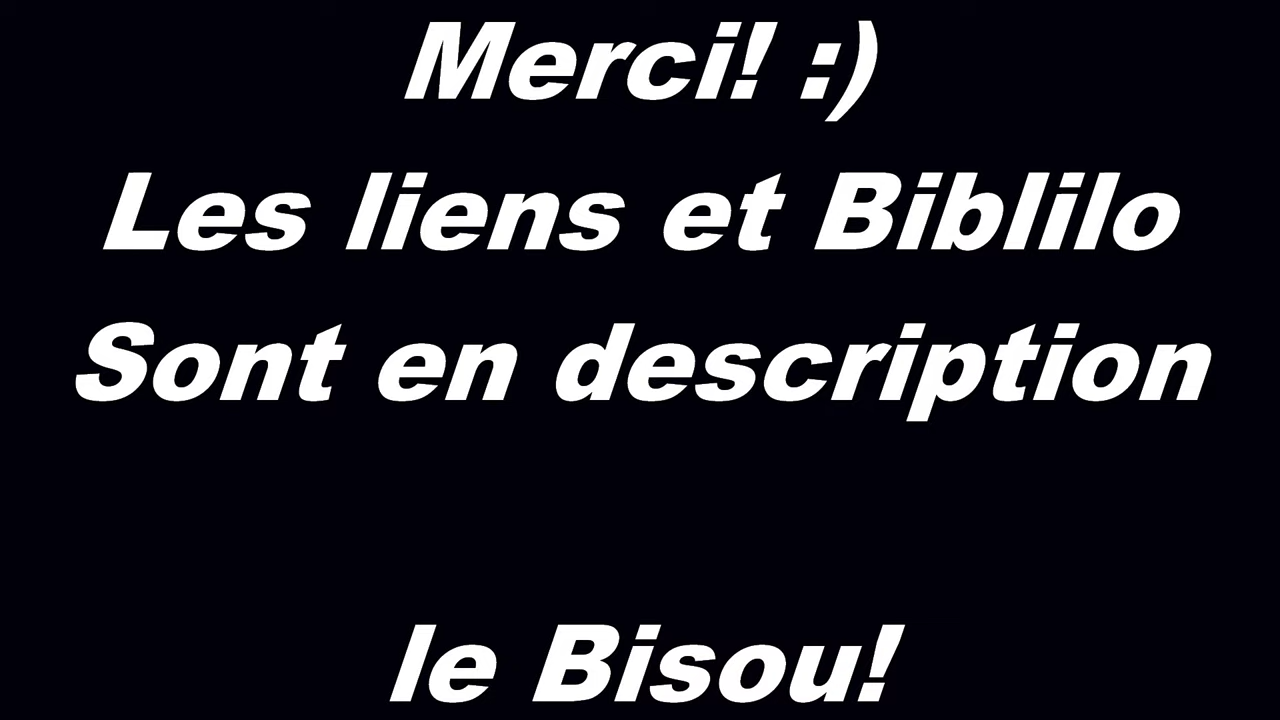 Merci! :)
Les liens et Biblilo
Sont en description
le Bisou!